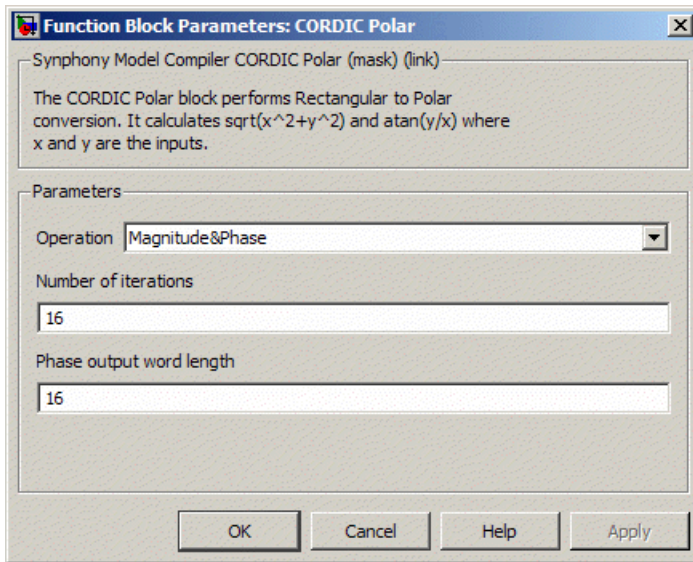 Function Block Parameters: CORDIC Polar
Synphony Model Compiler CORDIC Polar (mask) (link)
The CORDIC Polar block performs Rectangular to Polar
conversion. It calculates sqrt(x^2+y^2) and atan(y/x) where
x and y are the inputs.
Parameters
Operation Magnitude&Phase
Number of iterations
16
Phase output word length
16
OK Cancel Help Apply